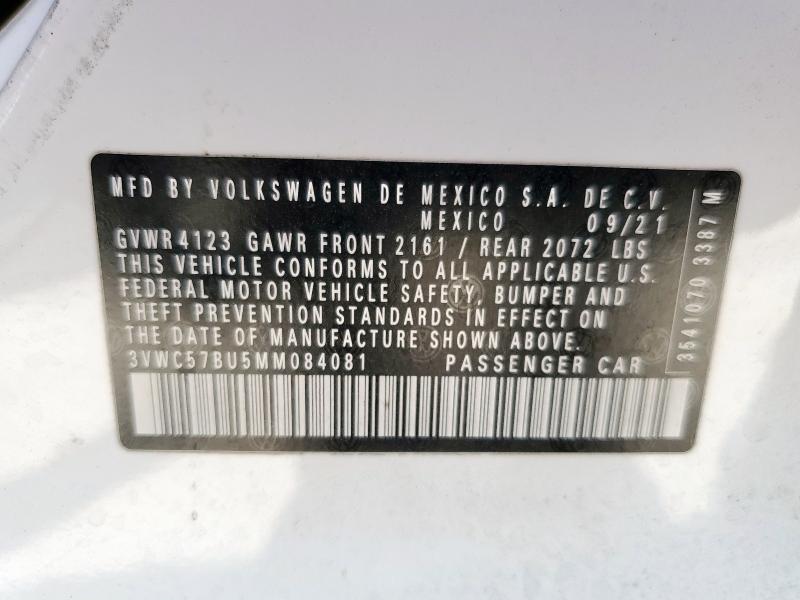 MFD BY VOLKSWAGEN DE MEXICO S.A. DE C.V.
MEXICO 09/21
GVWR 4123 GAWR FRONT 2161 / REAR 2072 LBS
THIS VEHICLE CONFORMS TO ALL APPLICABLE U.S.
FEDERAL MOTOR VEHICLE SAFETY, BUMPER AND
THEFT PREVENTION STANDARDS IN EFFECT ON
THE DATE OF MANUFACTURE SHOWN ABOVE.
3VWC57BU5MM084081 PASSENGER CAR
3541070 3387 M